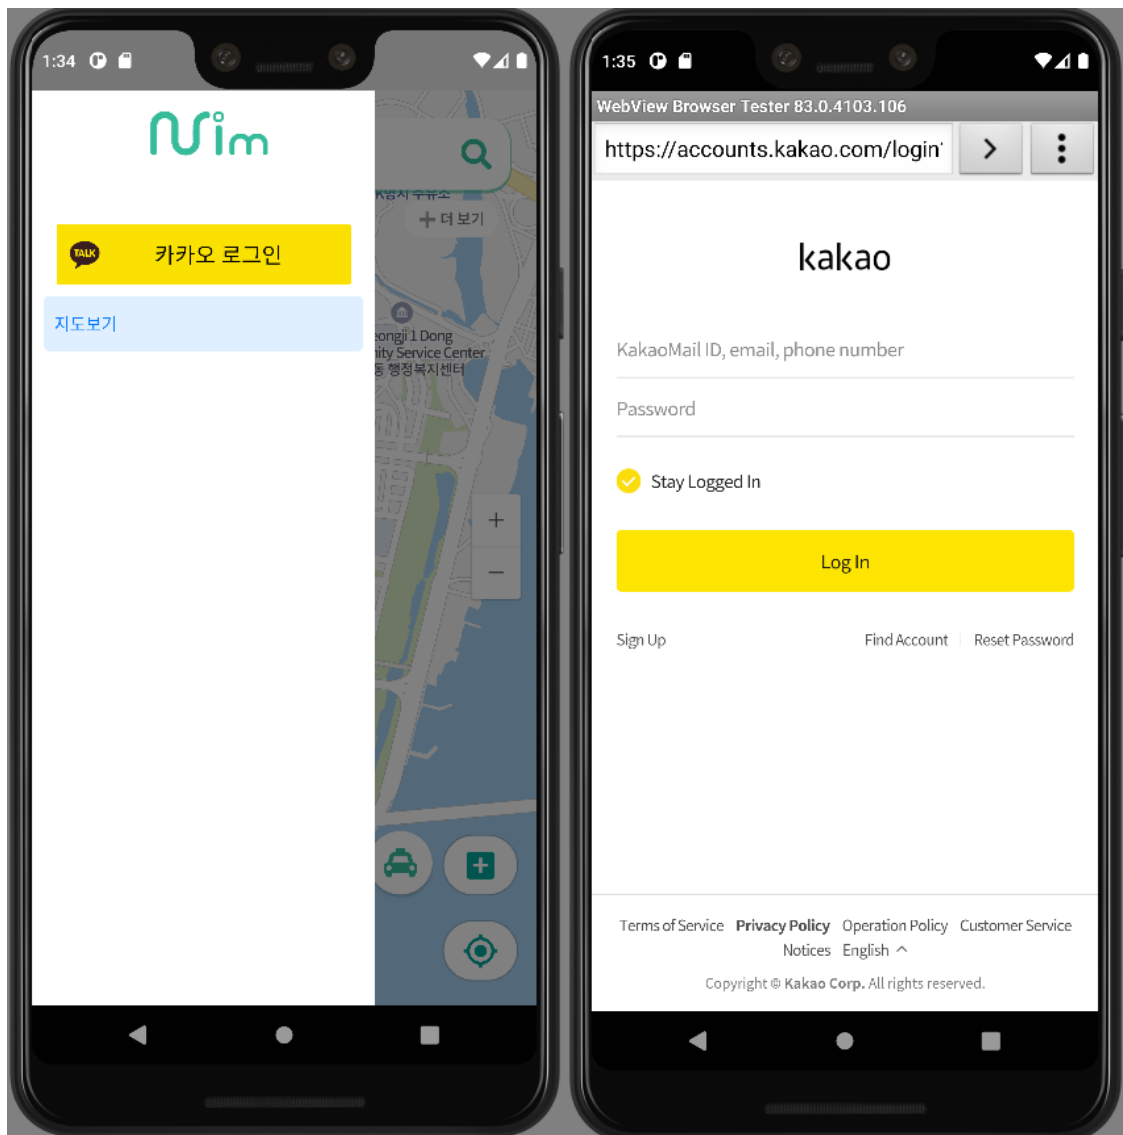 1:34
Nim
TALK 카카오 로그인
지도보기
더 보기
eongji 1 Dong
ity Service Center
동 행정복지센터
+
−
1:35
WebView Browser Tester 83.0.4103.106
https://accounts.kakao.com/login
kakao
KakaoMail ID, email, phone number
Password
Stay Logged In
Log In
Sign Up Find Account Reset Password
Terms of Service Privacy Policy Operation Policy Customer Service
Notices English
Copyright © Kakao Corp. All rights reserved.